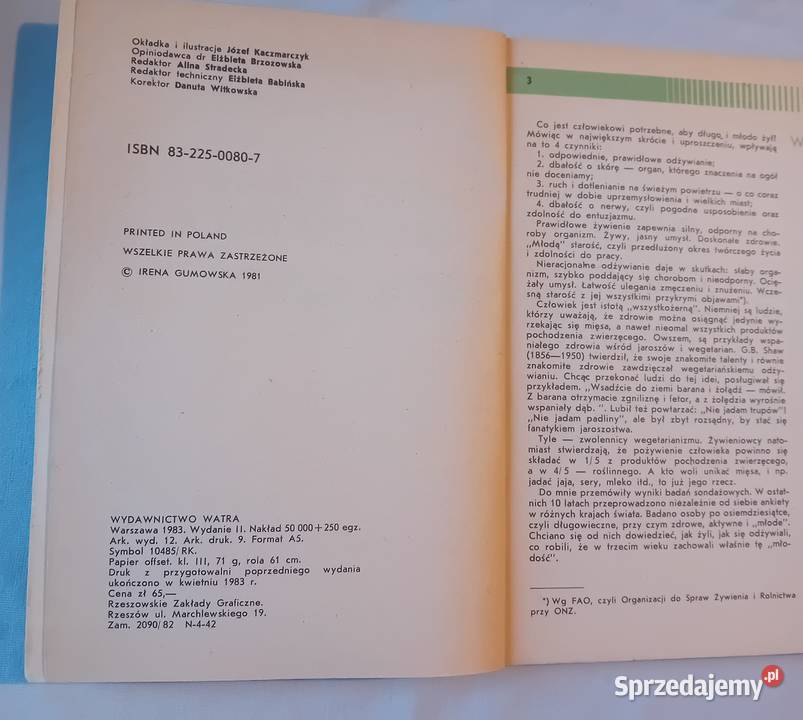 Okładka i ilustracje Józef Kaczmarczyk
Opiniodawca dr Elżbieta Brzozowska
Redaktor Alina Stradecka
Redaktor techniczny Elżbieta Babińska
Korektor Danuta Witkowska
ISBN 83-225-0080-7
PRINTED IN POLAND
WSZELKIE PRAWA ZASTRZEŻONE
© IRENA GUMOWSKA 1981
WYDAWNICTWO WATRA
Warszawa 1983. Wydanie II. Nakład 50 000+250 egz.
Ark. wyd. 12. Ark. druk. 9. Format A5.
Symbol 10485/RK.
Papier offset. kl. III, 71 g, rola 61 cm.
Druk z przygotowalni poprzedniego wydania
ukończono w kwietniu 1983 r.
Cena zł 65,—
Rzeszowskie Zakłady Graficzne.
Rzeszów ul. Marchlewskiego 19.
Zam. 2090/82 N-4-42
3
W
Co jest człowiekowi potrzebne, aby długo i młodo żył?
Mówiąc w największym skrócie i uproszczeniu, wpływają
na to 4 czynniki:
1. odpowiednie, prawidłowe odżywianie;
2. dbałość o skórę — organ, którego znaczenia na ogół
nie doceniamy;
3. ruch i dotlenianie na świeżym powietrzu — o co coraz
trudniej w dobie uprzemysłowienia i wielkich miast;
4. dbałość o nerwy, czyli pogodne usposobienie oraz
zdolność do entuzjazmu.
Prawidłowe żywienie zapewnia silny, odporny na cho-
roby organizm. Żywy, jasny umysł. Doskonałe zdrowie.
„Młodą" starość, czyli przedłużony okres twórczego życia
i zdolności do pracy.
Nieracjonalne odżywianie daje w skutkach: słaby orga-
nizm, szybko poddający się chorobom i nieodporny. Ocię-
żały umysł. Łatwość ulegania zmęczeniu i znużeniu. Wcze-
sną starość z jej wszystkimi przykrymi objawami*).
Człowiek jest istotą „wszystkożerną". Niemniej są ludzie,
którzy uważają, że zdrowie można osiągnąć jedynie wy-
rzekając się mięsa, a nawet nieomal wszystkich produktów
pochodzenia zwierzęcego. Owszem, są przykłady wspa-
niałego zdrowia wśród jaroszów i wegetarian. G.B. Shaw
(1856—1950) twierdził, że swoje znakomite talenty i równie
znakomite zdrowie zawdzięczał wegetariańskiemu odży-
wianiu. Chcąc przekonać ludzi do tej idei, posługiwał się
przykładem. „Wsadźcie do ziemi barana i żołądź — mówił.
Z barana otrzymacie zgniliznę i fetor, a z żołędzia wyrośnie
wspaniały dąb. ". Lubił też powtarzać: „Nie jadam trupów"!
„Nie jadam padliny", ale był zbyt rozsądny, by stać się
fanatykiem jaroszostwa.
Tyle — zwolennicy wegetarianizmu. Żywieniowcy nato-
miast stwierdzają, że pożywienie człowieka powinno się
składać w 1/5 z produktów pochodzenia zwierzęcego,
a w 4/5 — roślinnego. A kto woli unikać mięsa, i np.
jadać jaja, sery, mleko itd., to już jego rzecz.
Do mnie przemówiły wyniki badań sondażowych. W ostat-
nich 10 latach przeprowadzono niezależnie od siebie ankiety
w różnych krajach świata. Badano osoby po osiemdziesiątce,
czyli długowieczne, przy czym zdrowe, aktywne i „młode".
Chciano się od nich dowiedzieć, jak żyli, jak się odżywiali,
co robili, że w trzecim wieku zachowali właśnie tę „mło-
dość".
*) Wg FAO, czyli Organizacji do Spraw Żywienia i Rolnictwa
przy ONZ.
Sprzedajemy.pl